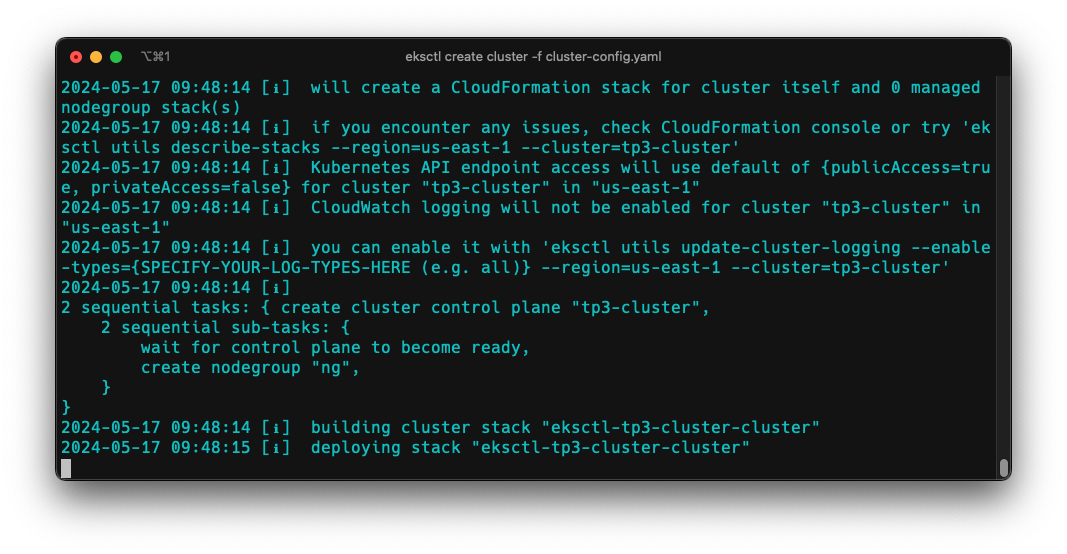 ⌥⌘1
eksctl create cluster -f cluster-config.yaml
2024-05-17 09:48:14 [ℹ]  will create a CloudFormation stack for cluster itself and 0 managed
nodegroup stack(s)
2024-05-17 09:48:14 [ℹ]  if you encounter any issues, check CloudFormation console or try 'ek
sctl utils describe-stacks --region=us-east-1 --cluster=tp3-cluster'
2024-05-17 09:48:14 [ℹ]  Kubernetes API endpoint access will use default of {publicAccess=tru
e, privateAccess=false} for cluster "tp3-cluster" in "us-east-1"
2024-05-17 09:48:14 [ℹ]  CloudWatch logging will not be enabled for cluster "tp3-cluster" in
"us-east-1"
2024-05-17 09:48:14 [ℹ]  you can enable it with 'eksctl utils update-cluster-logging --enable
-types={SPECIFY-YOUR-LOG-TYPES-HERE (e.g. all)} --region=us-east-1 --cluster=tp3-cluster'
2024-05-17 09:48:14 [ℹ]
2 sequential tasks: { create cluster control plane "tp3-cluster",
    2 sequential sub-tasks: {
        wait for control plane to become ready,
        create nodegroup "ng",
    }
}
2024-05-17 09:48:14 [ℹ]  building cluster stack "eksctl-tp3-cluster-cluster"
2024-05-17 09:48:15 [ℹ]  deploying stack "eksctl-tp3-cluster-cluster"